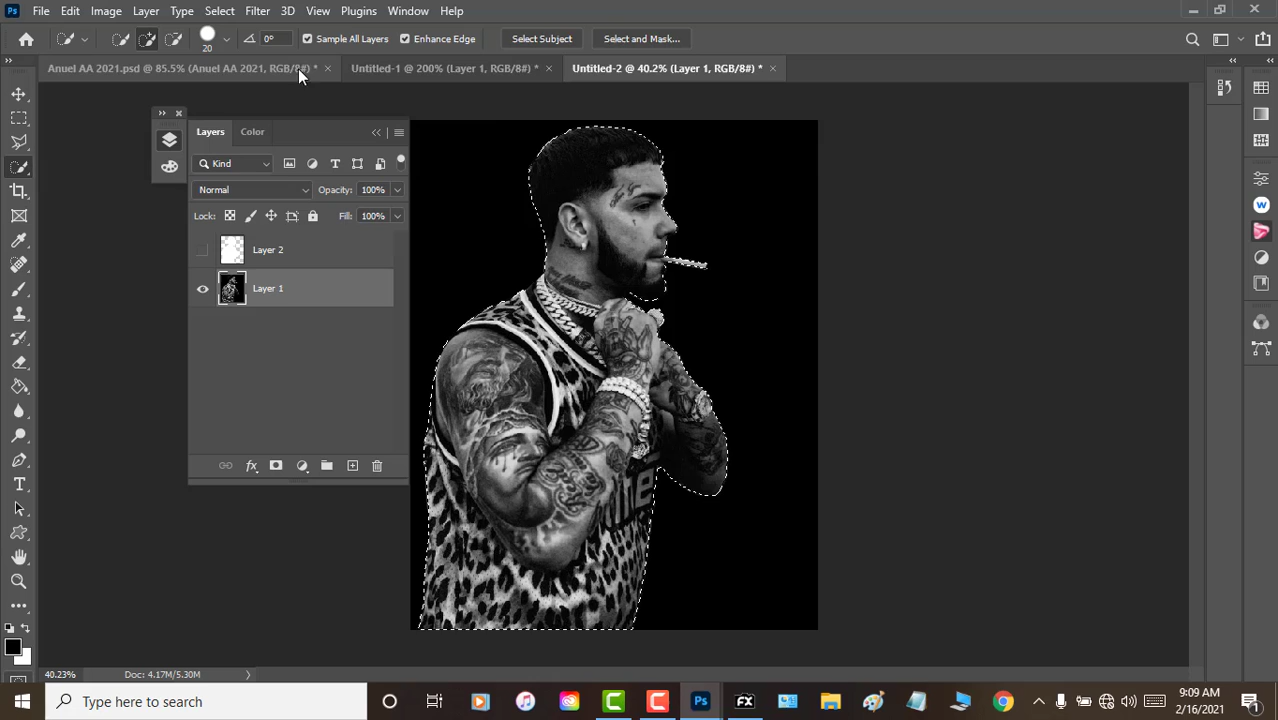 Ps File Edit Image Layer Type Select Filter 3D View Plugins Window Help
20 0° Sample All Layers Enhance Edge Select Subject Select and Mask...
Anuel AA 2021.psd @ 85.5% (Anuel AA 2021, RGB/8#) * × Untitled-1 @ 200% (Layer 1, RGB/8#) * × Untitled-2 @ 40.2% (Layer 1, RGB/8#) * ×
Layers Color
Kind
Normal Opacity: 100%
Lock: Fill: 100%
Layer 2
Layer 1
40.23% Doc: 4.17M/5.30M
Type here to search
Ps FX
9:09 AM
2/16/2021